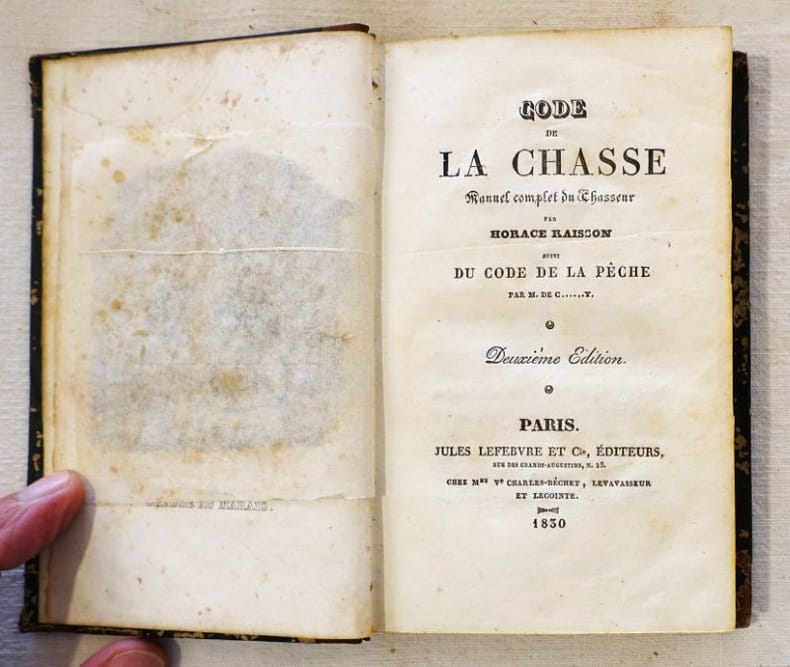 CODE
DE
LA CHASSE
Manuel complet du Chasseur
PAR
HORACE RAISSON
SUIVI
DU CODE DE LA PÊCHE
PAR M. DE C......Y.
Deuxième Edition.
PARIS.
JULES LEFEBVRE ET Cie, ÉDITEURS,
RUE DES GRANDS-AUGUSTINS, N. 18.
CHEZ Mme Ve CHARLES-BÉCHET, LEVAVASSEUR
ET LECOINTE.
1830
AU MARAIS.